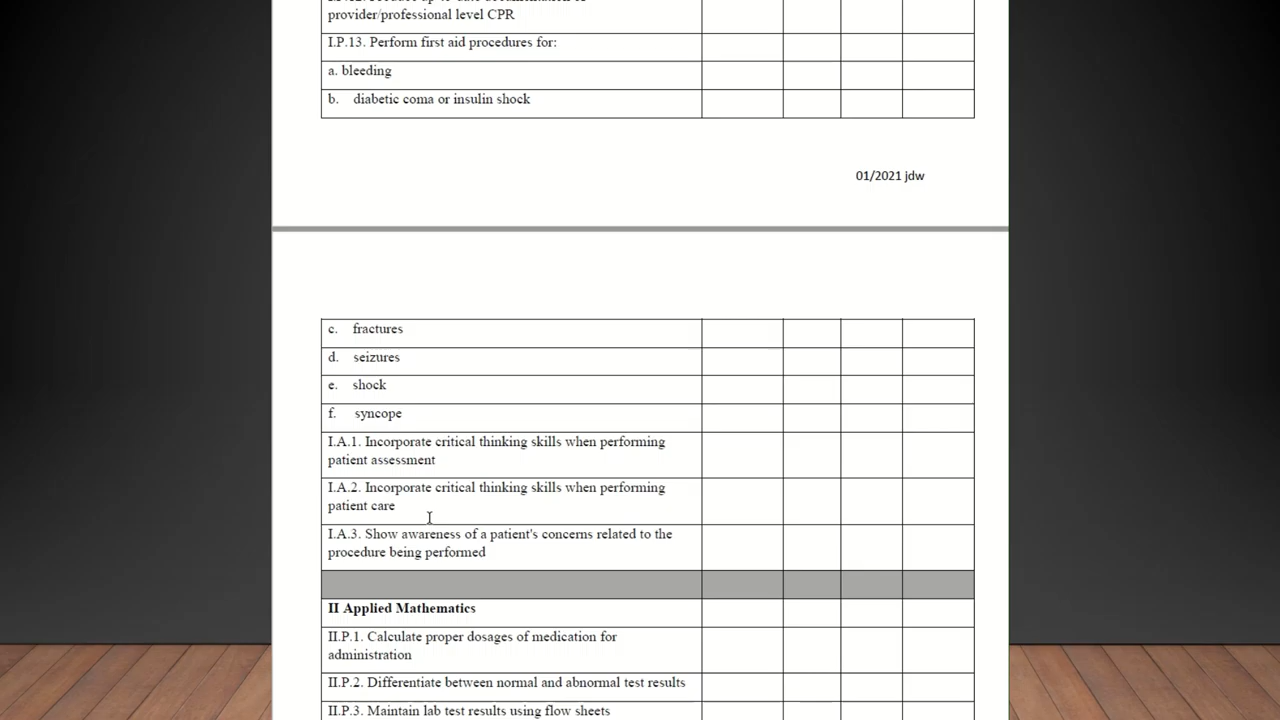 provider/professional level CPR
I.P.13. Perform first aid procedures for:
a. bleeding
b. diabetic coma or insulin shock
01/2021 jdw
c. fractures
d. seizures
e. shock
f. syncope
I.A.1. Incorporate critical thinking skills when performing
patient assessment
I.A.2. Incorporate critical thinking skills when performing
patient care
I.A.3. Show awareness of a patient's concerns related to the
procedure being performed
II Applied Mathematics
II.P.1. Calculate proper dosages of medication for
administration
II.P.2. Differentiate between normal and abnormal test results
II.P.3. Maintain lab test results using flow sheets